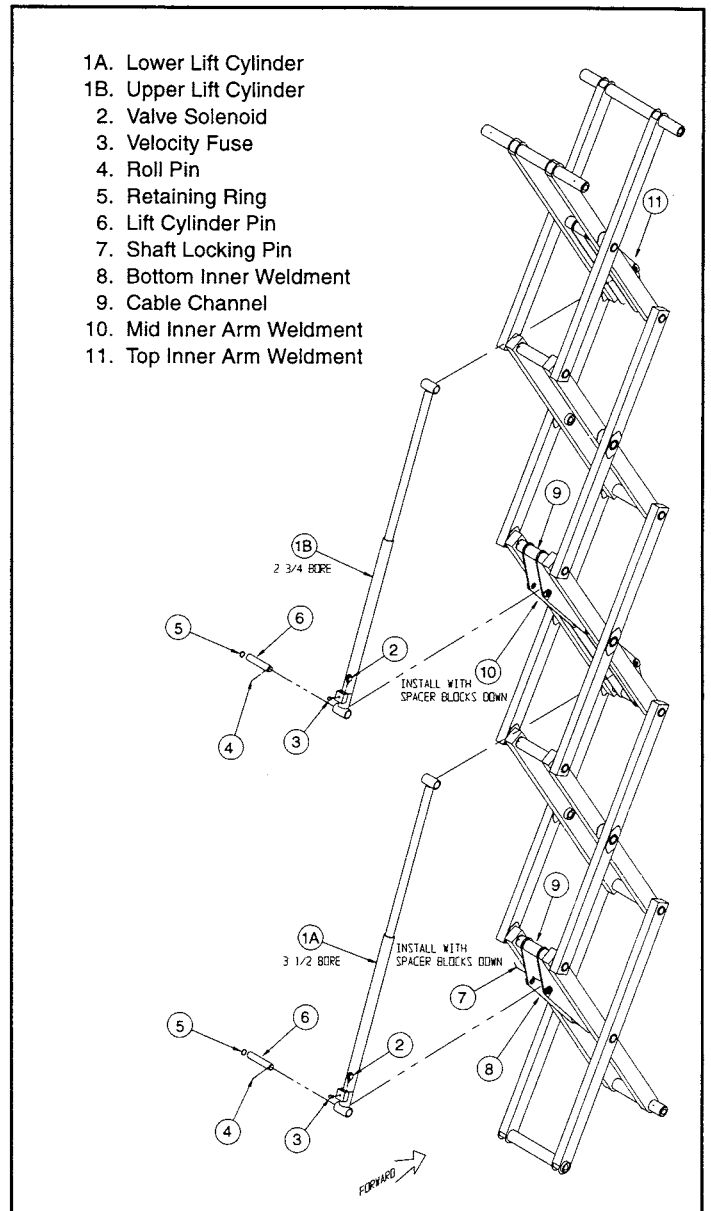 1A. Lower Lift Cylinder
1B. Upper Lift Cylinder
2. Valve Solenoid
3. Velocity Fuse
4. Roll Pin
5. Retaining Ring
6. Lift Cylinder Pin
7. Shaft Locking Pin
8. Bottom Inner Weldment
9. Cable Channel
10. Mid Inner Arm Weldment
11. Top Inner Arm Weldment
11
9
1B
2 3/4 BORE
6
5
2
10
INSTALL WITH
SPACER BLOCKS DOWN
4
3
9
1A
3 1/2 BORE
INSTALL WITH
SPACER BLOCKS DOWN
7
6
5
2
8
4
3
FORWARD